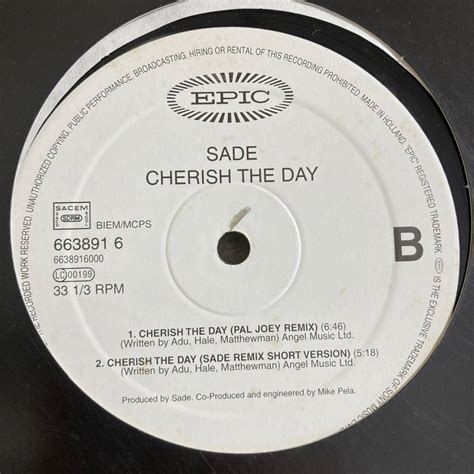 OF THE RECORDED WORK RESERVED. UNAUTHORIZED COPYING, PUBLIC PERFORMANCE, BROADCASTING, HIRING OR RENTAL OF THIS RECORDING PROHIBITED. MADE IN HOLLAND. "EPIC" REGISTERED TRADEMARK.
IS THE EXCLUSIVE TRADEMARK OF SONY MUSIC
EPIC
SADE
CHERISH THE DAY
SACEM
SDRM
BIEM/MCPS
663891 6
6638916000
LC 00199
33 1/3 RPM
B
1. CHERISH THE DAY (PAL JOEY REMIX) (6:46)
(Written by Adu, Hale, Matthewman) Angel Music Ltd.
2. CHERISH THE DAY (SADE REMIX SHORT VERSION) (5:18)
(Written by Adu, Hale, Matthewman) Angel Music Ltd.
Produced by Sade. Co-Produced and engineered by Mike Pela.